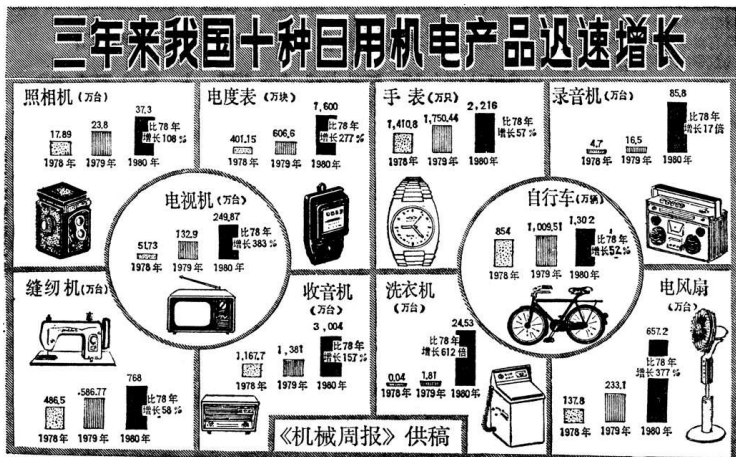 三年来我国十种日用机电产品迅速增长
照相机(万台)
17.89
23.8
37.3
比78年
增长108%
1978年 1979年 1980年
电度表(万块)
401.15
606.6
1,600
比78年
增长277%
1978年 1979年 1980年
手表(万只)
1,410.8
1,750.44
2,216
比78年
增长57%
1978年 1979年 1980年
录音机(万台)
4.7
16.5
85.8
比78年
增长17倍
1978年 1979年 1980年
电视机(万台)
51.73
132.9
249.87
比78年
增长383%
1978年 1979年 1980年
自行车(万辆)
854
1,009.51
1,302
比78年
增长52%
1978年 1979年 1980年
缝纫机(万台)
486.5
586.77
768
比78年
增长58%
1978年 1979年 1980年
收音机
(万台)
1,167.7
1,381
3,004
比78年
增长157%
1978年 1979年 1980年
洗衣机
(万台)
0.04
1.81
24.53
比78年
增长612倍
1978年 1979年 1980年
电风扇
(万台)
137.8
233.1
657.2
比78年
增长377%
1978年 1979年 1980年
《机械周报》供稿